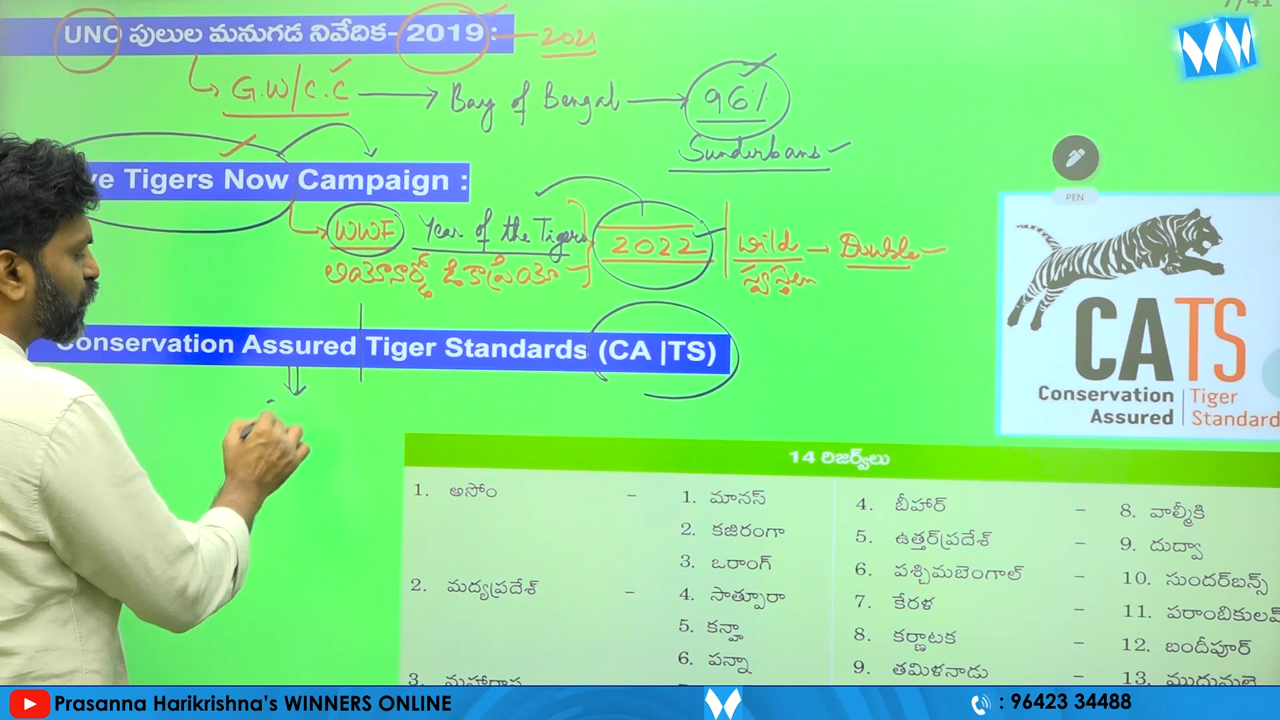 7/41
UNO పులుల మనుగడ నివేదిక- 2019 : — 2021
G.W/C.C → Bay of Bengal → 96%
Sunderbans
ve Tigers Now Campaign :
PEN
WWF Year of the Tigers 2022 wild → Double
లియోనార్డో డికాప్రియో
Conservation Assured Tiger Standards (CA |TS)
CATS
Conservation Assured | Tiger Standard
14 రిజర్వ్‌లు
1. అసోం - 1. మానస్
2. కజిరంగా
3. ఒరాంగ్
2. మధ్యప్రదేశ్ - 4. సాత్పూరా
5. కన్హా
6. పన్నా
3.
4. బీహార్ - 8. వాల్మీకి
5. ఉత్తర్‌ప్రదేశ్ - 9. దుద్వా
6. పశ్చిమబెంగాల్ - 10. సుందర్‌బన్స్
7. కేరళ - 11. పరాంబికులమ్
8. కర్ణాటక - 12. బందీపూర్
9. తమిళనాడు - 13. ముదుమలై
Prasanna Harikrishna's WINNERS ONLINE
: 96423 34488